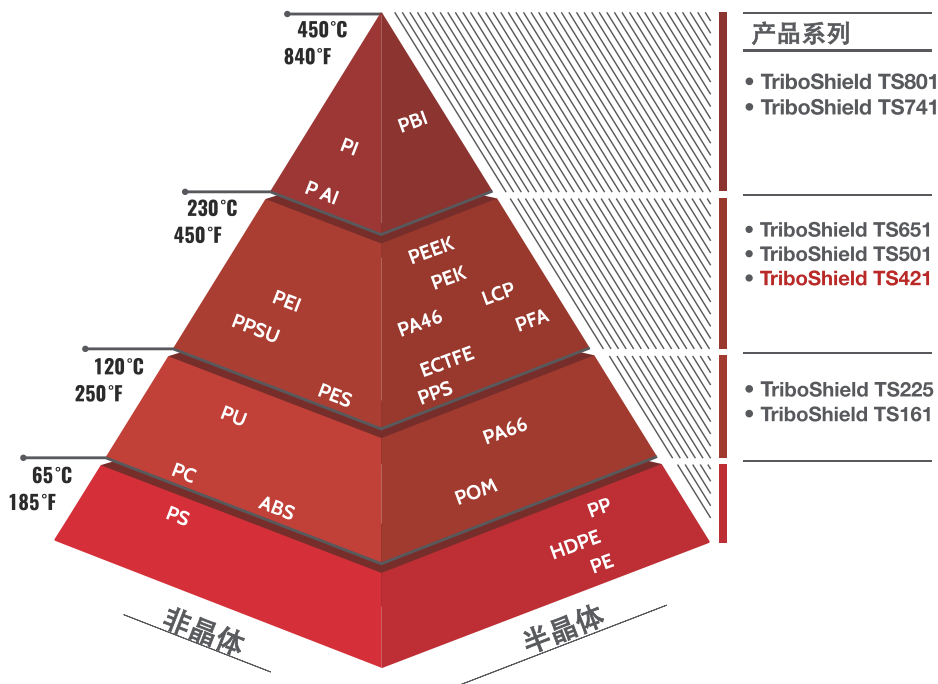 450°C
840°F
PI
P AI
PBI
230°C
450°F
PEI
PPSU
PES
PEEK
PEK
LCP
PA46
PFA
ECTFE
PPS
120°C
250°F
PU
PC
ABS
PA66
POM
65°C
185°F
PS
PP
HDPE
PE
非晶体
半晶体
产品系列
• TriboShield TS801
• TriboShield TS741
• TriboShield TS651
• TriboShield TS501
• TriboShield TS421
• TriboShield TS225
• TriboShield TS161